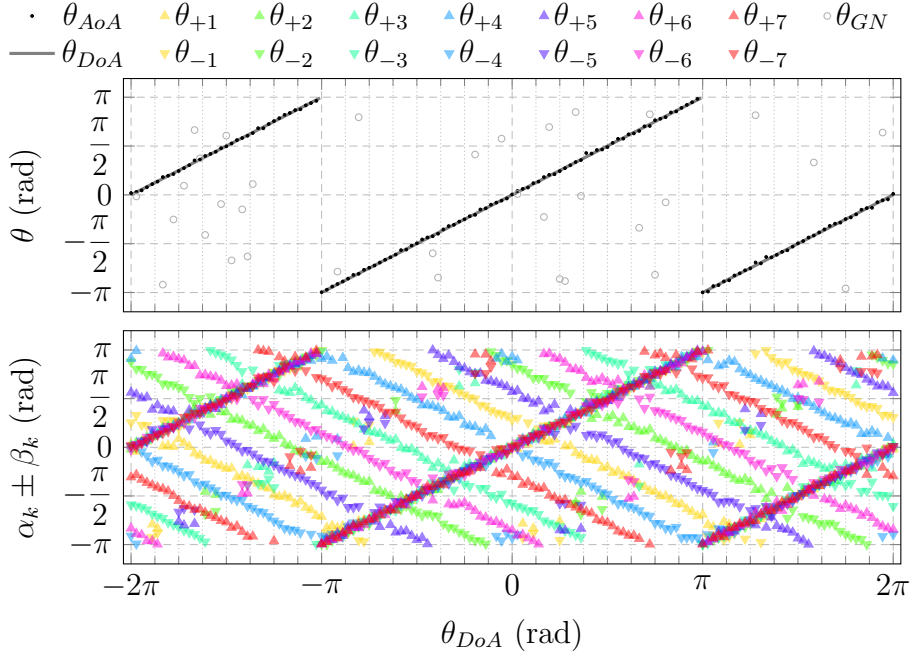 θ_AoA θ_+1 θ_+2 θ_+3 θ_+4 θ_+5 θ_+6 θ_+7 θ_GN
θ_DoA θ_-1 θ_-2 θ_-3 θ_-4 θ_-5 θ_-6 θ_-7
θ (rad)
π
π/2
0
−π/2
−π
α_k ± β_k (rad)
π
π/2
0
−π/2
−π
−2π −π 0 π 2π
θ_DoA (rad)